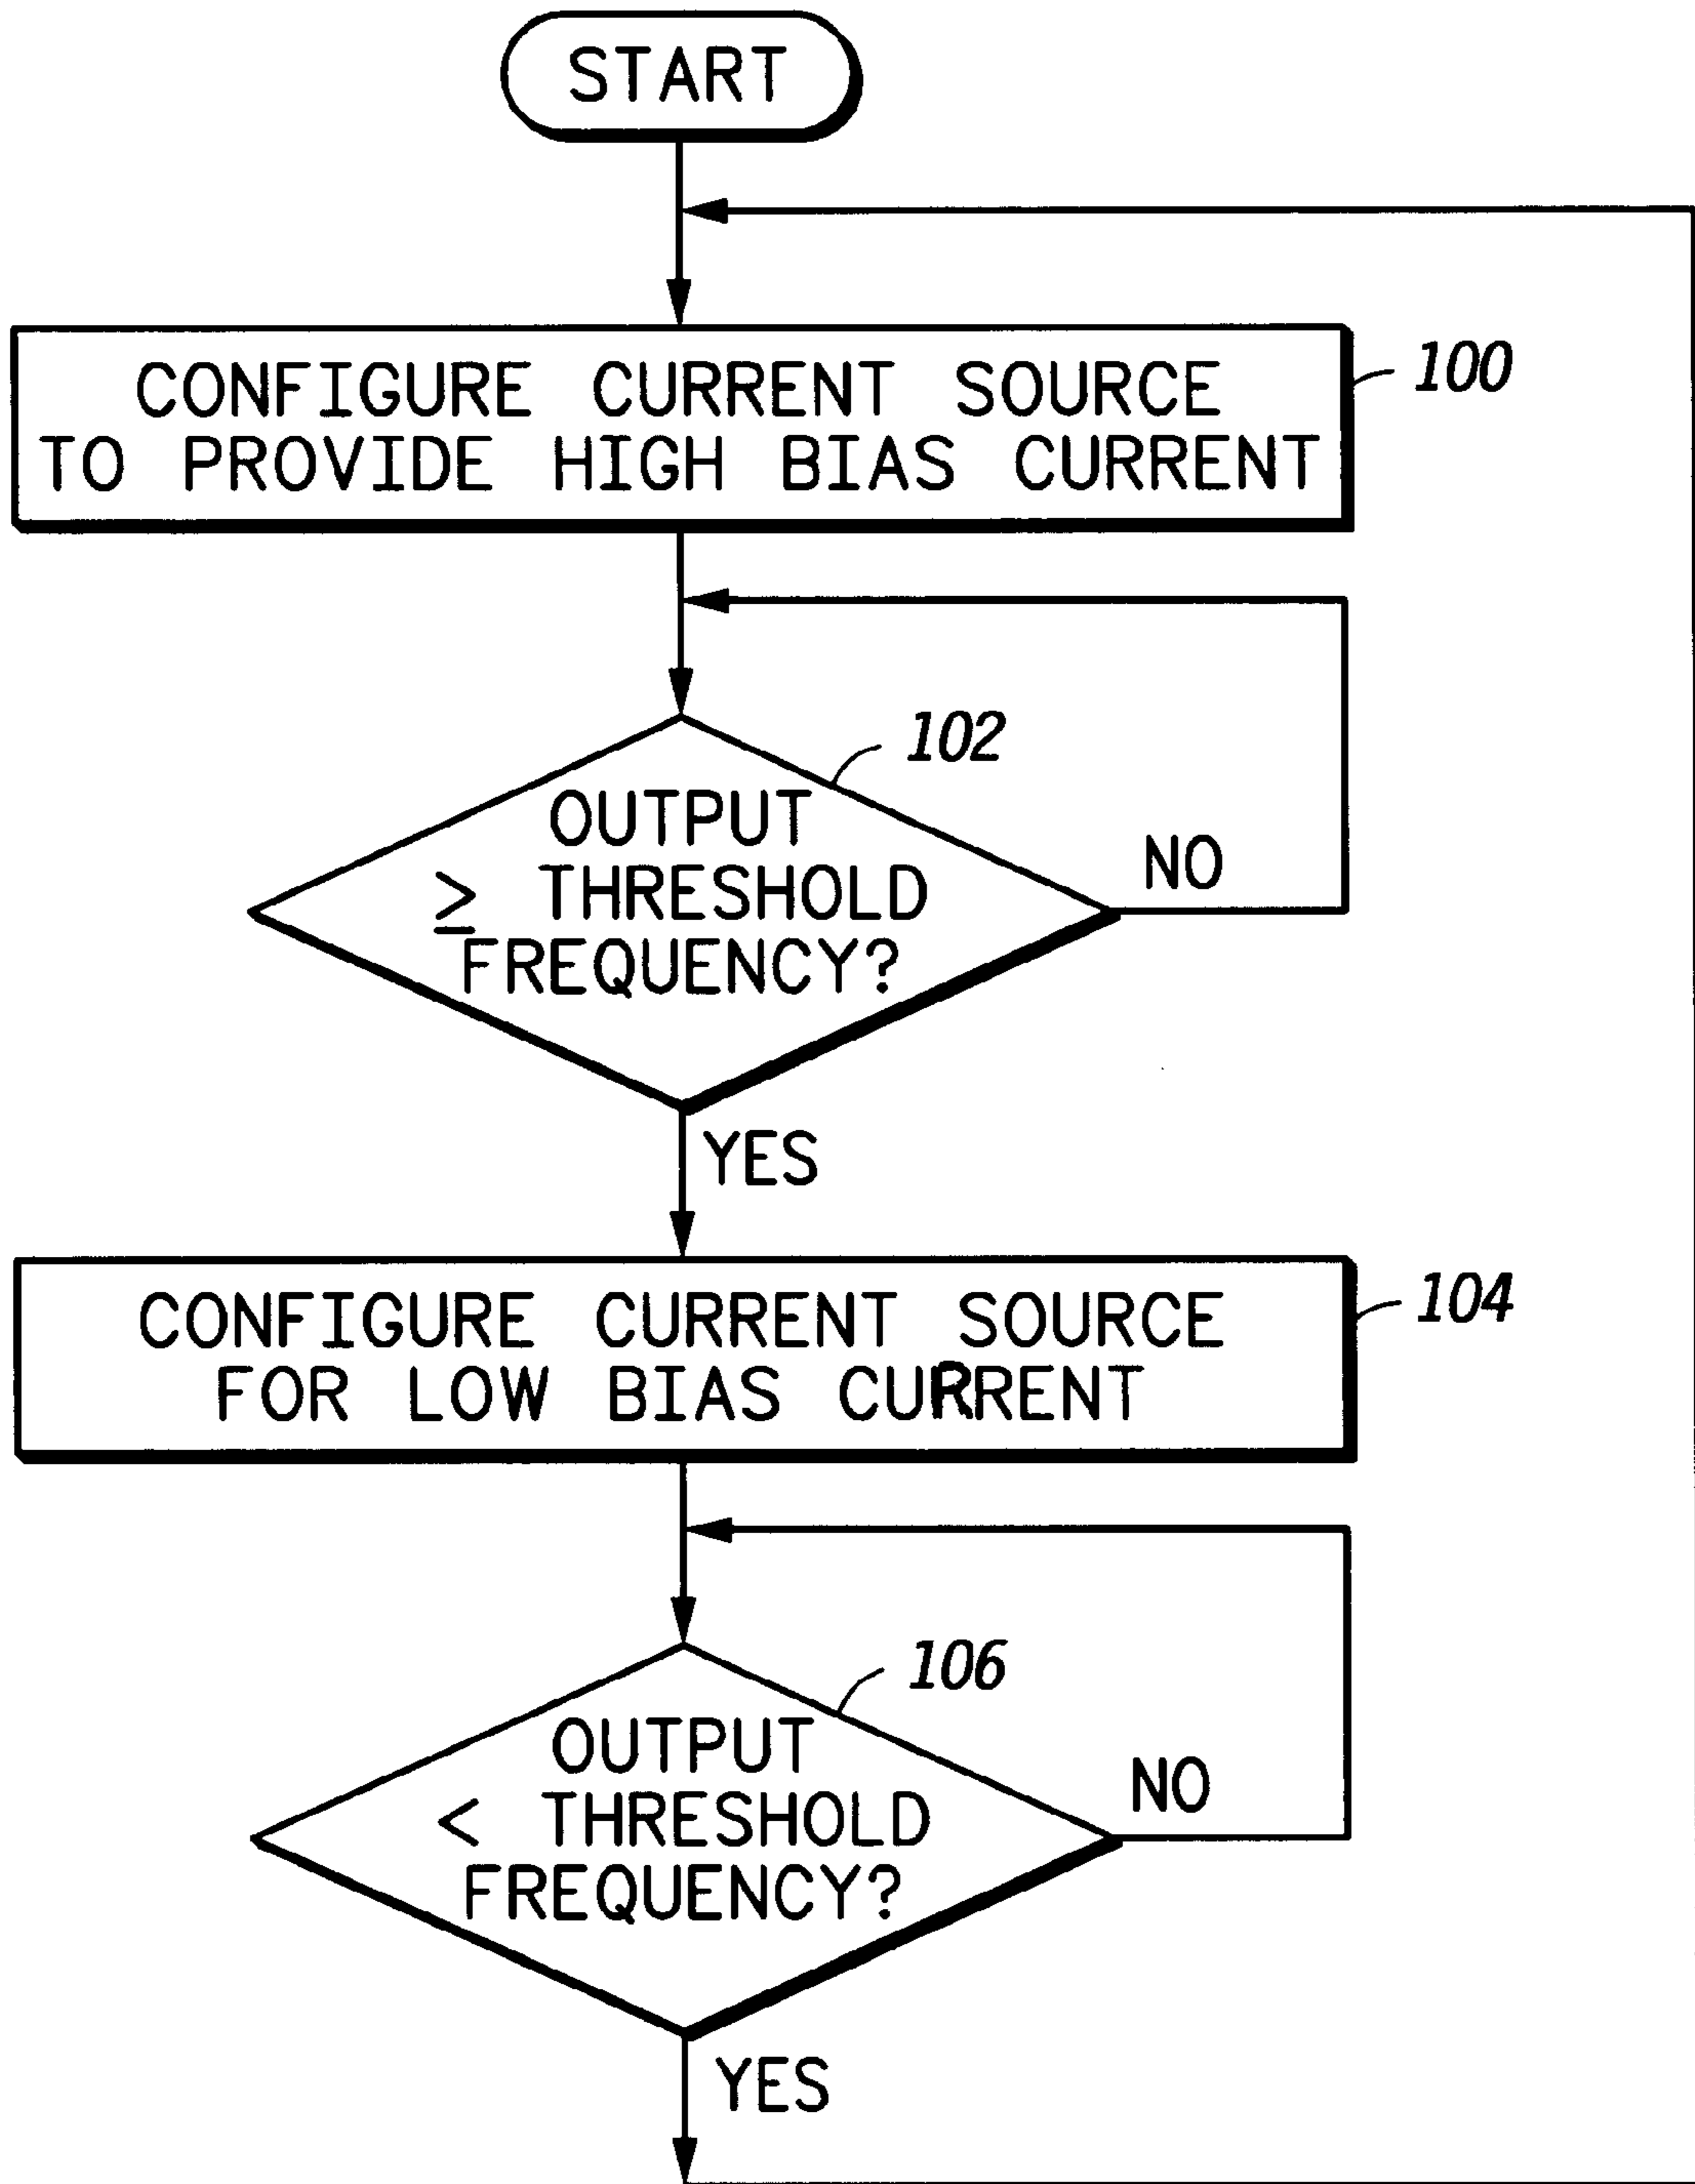 START
CONFIGURE CURRENT SOURCE
TO PROVIDE HIGH BIAS CURRENT
100
102
OUTPUT
≥ THRESHOLD
FREQUENCY?
NO
YES
CONFIGURE CURRENT SOURCE
FOR LOW BIAS CURRENT
104
106
OUTPUT
< THRESHOLD
FREQUENCY?
NO
YES